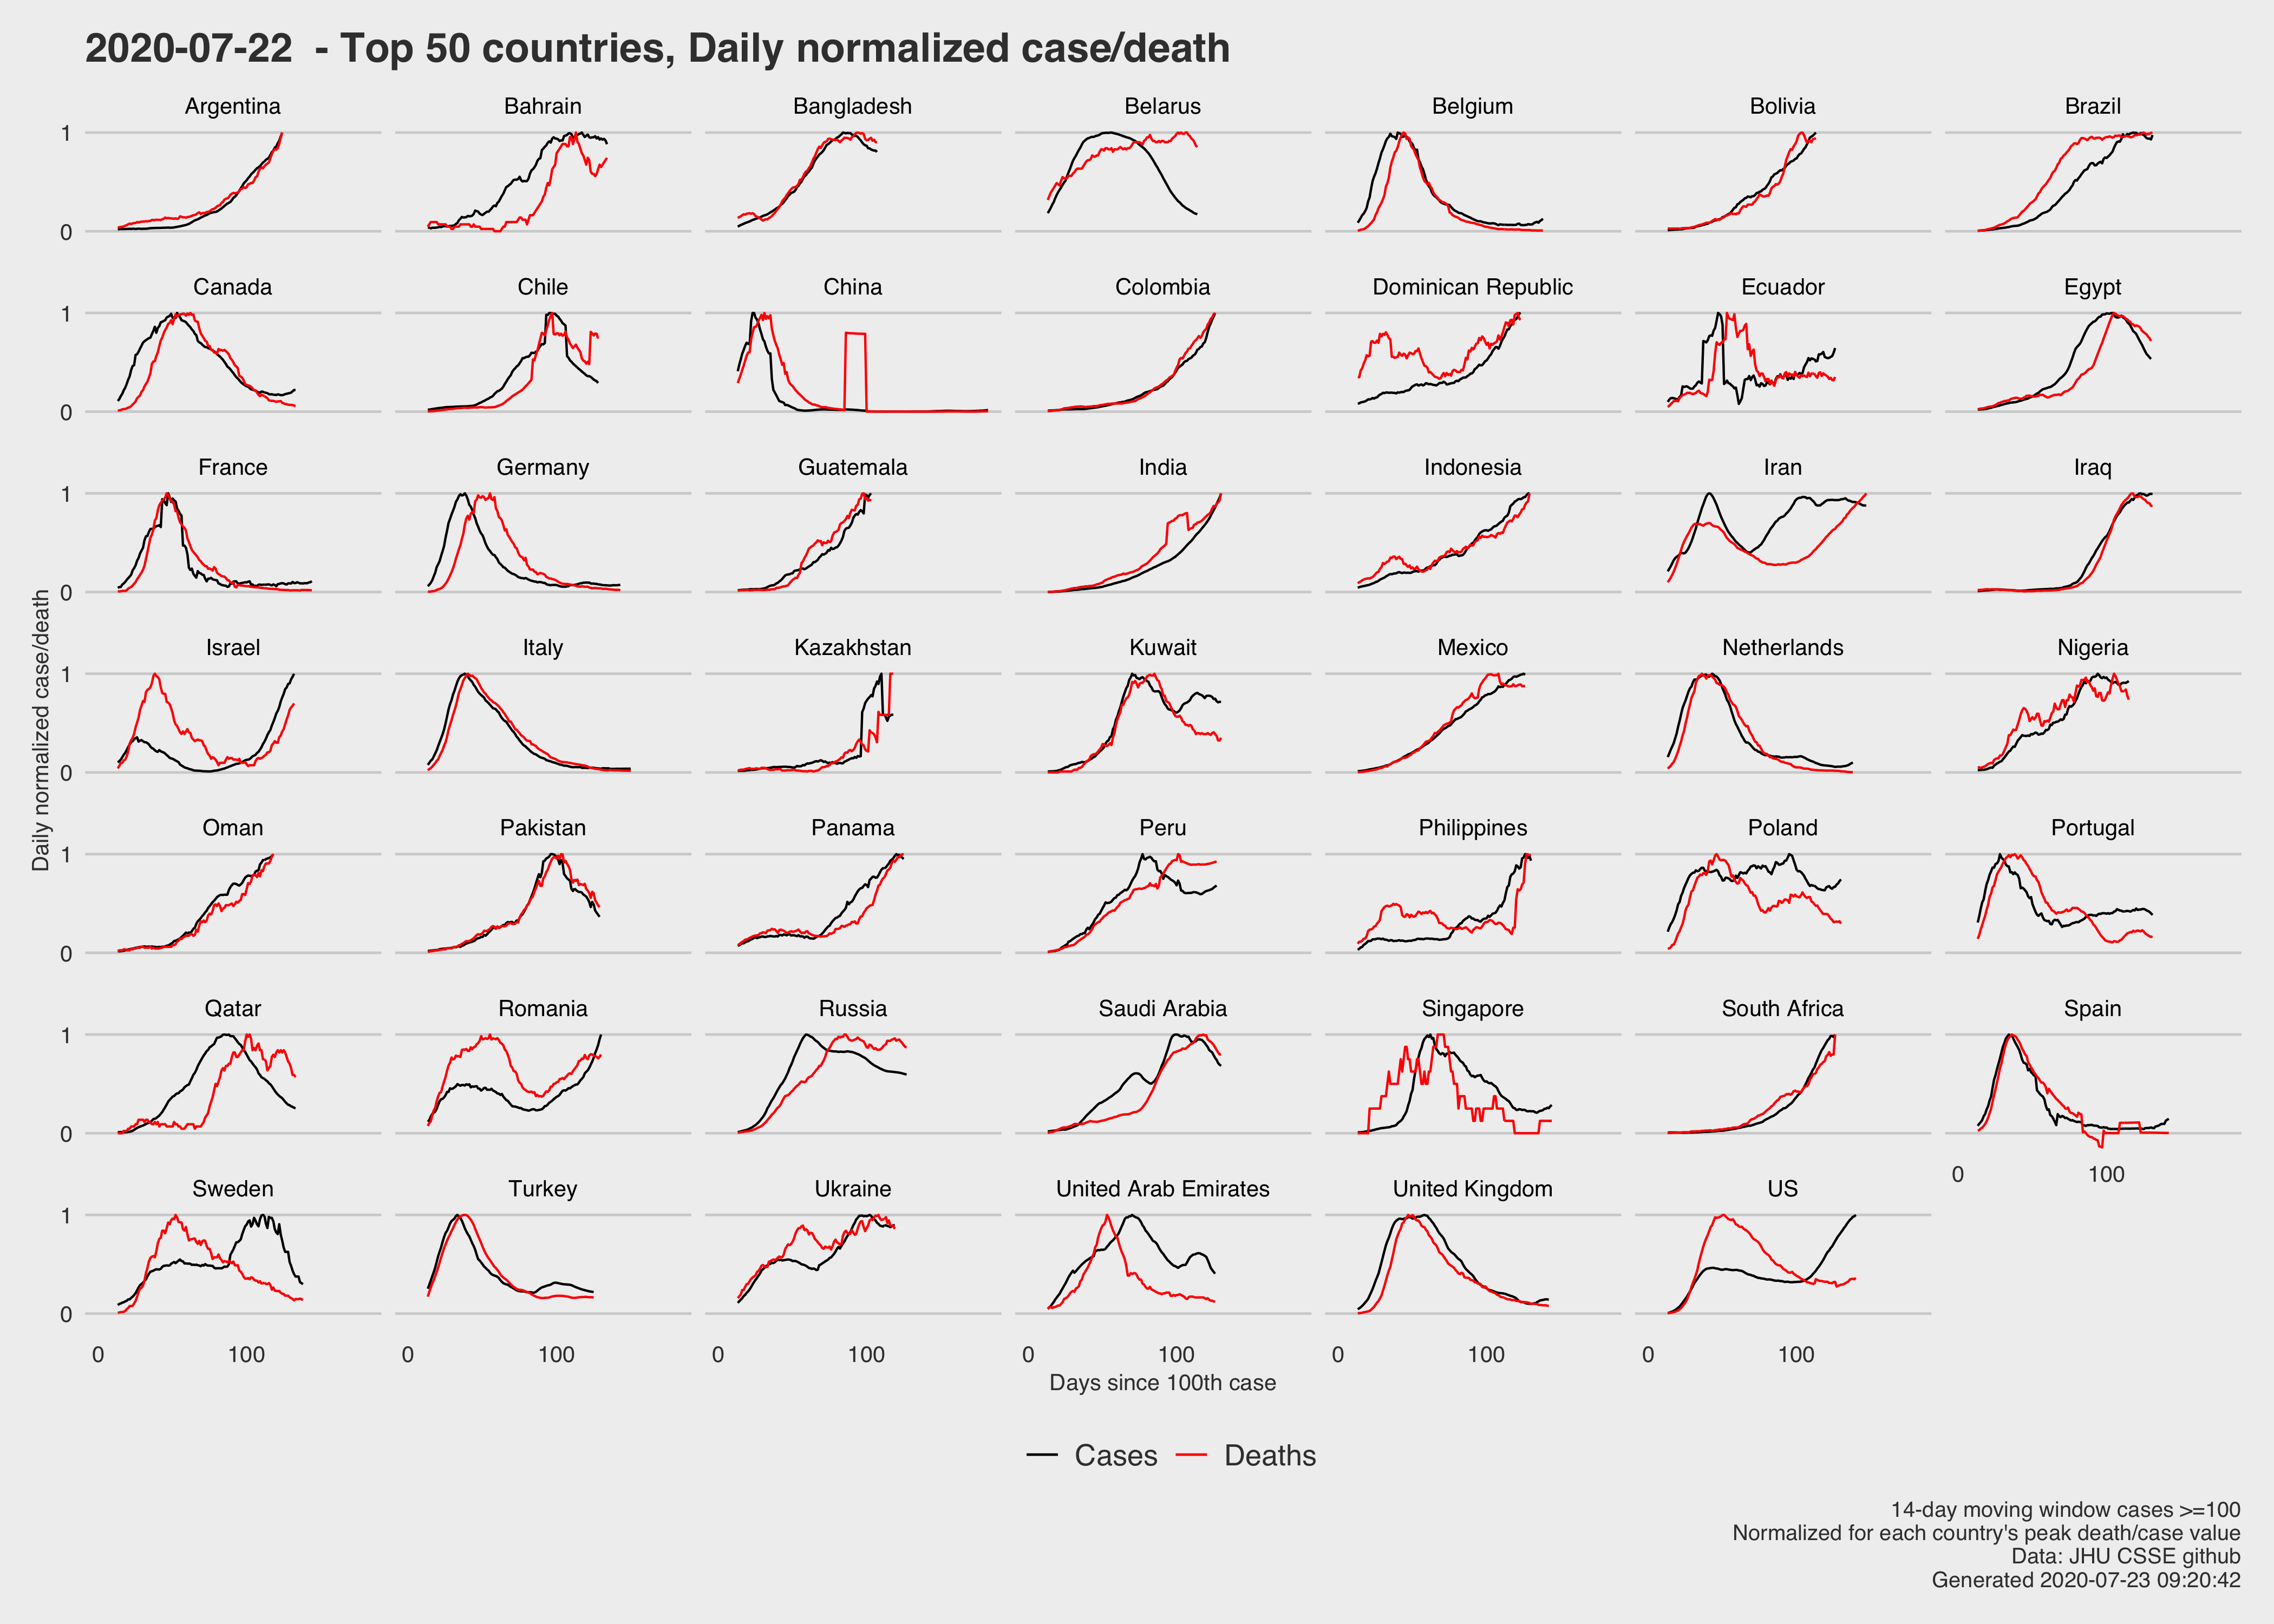 2020-07-22  - Top 50 countries, Daily normalized case/death
Argentina Bahrain Bangladesh Belarus Belgium Bolivia Brazil
1
0
Canada Chile China Colombia Dominican Republic Ecuador Egypt
1
0
France Germany Guatemala India Indonesia Iran Iraq
1
0
Israel Italy Kazakhstan Kuwait Mexico Netherlands Nigeria
1
0
Oman Pakistan Panama Peru Philippines Poland Portugal
1
0
Qatar Romania Russia Saudi Arabia Singapore South Africa Spain
1
0
0 100
Sweden Turkey Ukraine United Arab Emirates United Kingdom US
1
0
0 100 0 100 0 100 0 100 0 100 0 100
Daily normalized case/death
Days since 100th case
Cases Deaths
14-day moving window cases >=100
Normalized for each country's peak death/case value
Data: JHU CSSE github
Generated 2020-07-23 09:20:42